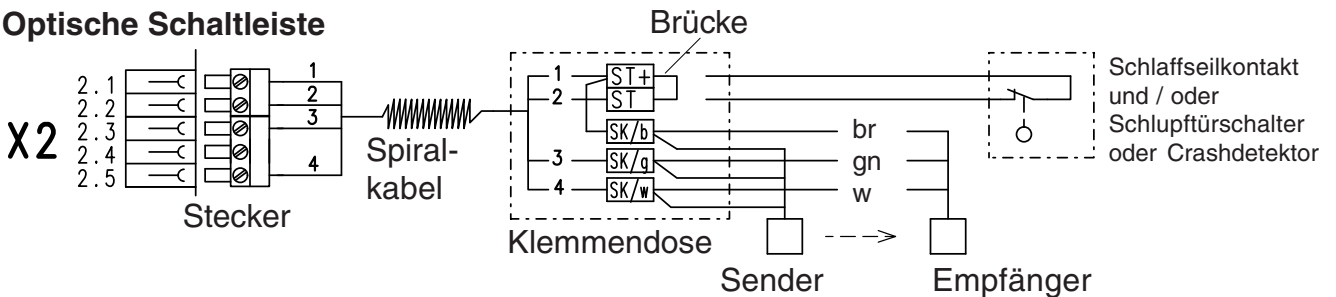 Optische Schaltleiste
Brücke
X2
2.1
2.2
2.3
2.4
2.5
1
2
3
4
Stecker
Spiral-
kabel
1
2
3
4
ST+
ST
SK/b
SK/g
SK/w
Klemmendose
br
gn
w
Sender
Empfänger
Schlaffseilkontakt
und / oder
Schlupftürschalter
oder Crashdetektor